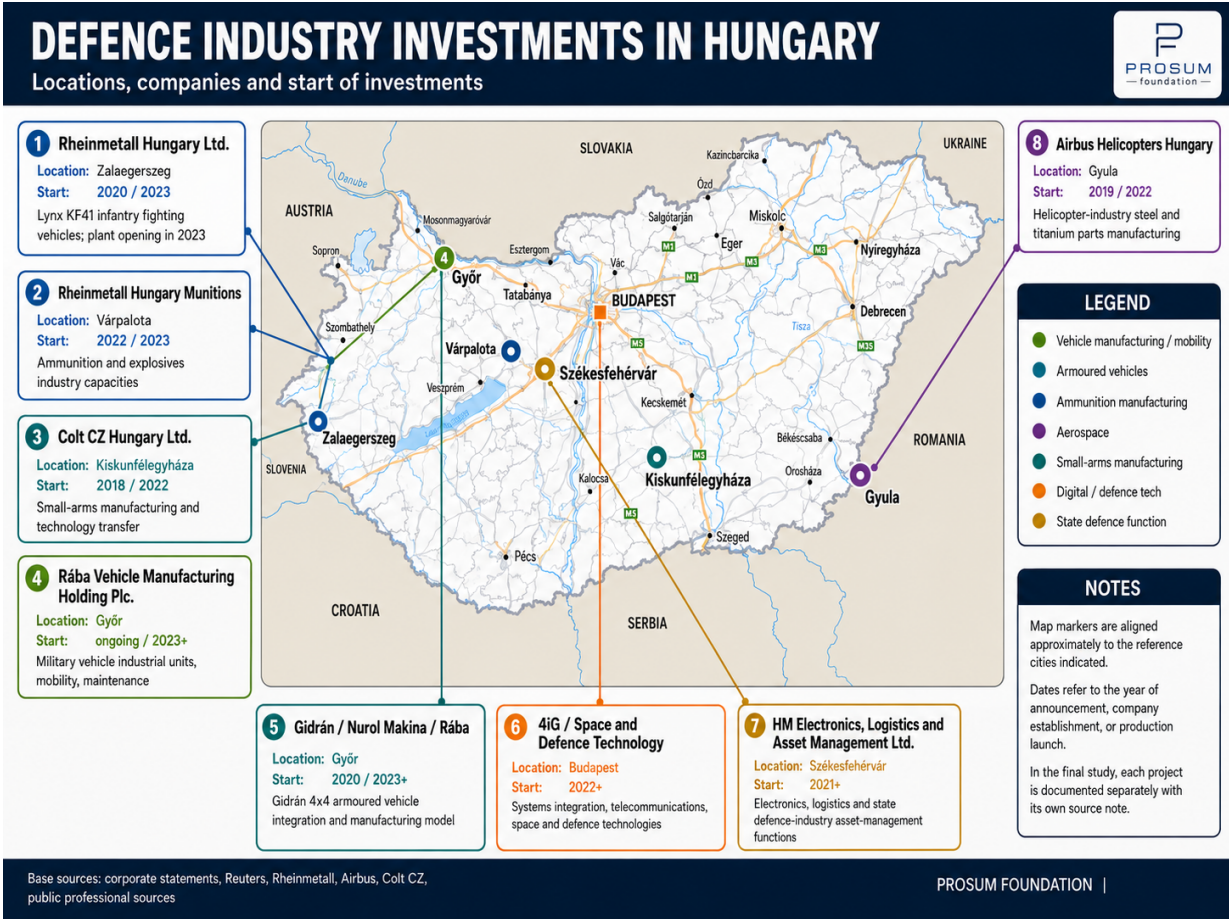 DEFENCE INDUSTRY INVESTMENTS IN HUNGARY
Locations, companies and start of investments
PROSUM
foundation
1 Rheinmetall Hungary Ltd.
Location: Zalaegerszeg
Start: 2020 / 2023
Lynx KF41 infantry fighting
vehicles; plant opening in 2023
2 Rheinmetall Hungary Munitions
Location: Várpalota
Start: 2022 / 2023
Ammunition and explosives
industry capacities
3 Colt CZ Hungary Ltd.
Location: Kiskunfélegyháza
Start: 2018 / 2022
Small-arms manufacturing and
technology transfer
4 Rába Vehicle Manufacturing
Holding Plc.
Location: Győr
Start: ongoing / 2023+
Military vehicle industrial units,
mobility, maintenance
SLOVAKIA
UKRAINE
AUSTRIA
SLOVENIA
CROATIA
SERBIA
ROMANIA
Danube
Mosonmagyaróvár
Sopron
4
Győr
Esztergom
Tatabánya
Vác
Salgótarján
Ózd
Kazincbarcika
Miskolc
Eger
Nyíregyháza
Debrecen
M1
M1
M3
M3
M35
M5
M5
M5
Tisza
BUDAPEST
Szombathely
Várpalota
Veszprém
Székesfehérvár
Zalaegerszeg
Kecskemét
Kiskunfélegyháza
Kalocsa
Békéscsaba
Orosháza
Gyula
Pécs
Szeged
5 Gidrán / Nurol Makina / Rába
Location: Győr
Start: 2020 / 2023+
Gidrán 4x4 armoured vehicle
integration and manufacturing model
6 4iG / Space and
Defence Technology
Location: Budapest
Start: 2022+
Systems integration, telecommunications,
space and defence technologies
7 HM Electronics, Logistics and
Asset Management Ltd.
Location: Székesfehérvár
Start: 2021+
Electronics, logistics and state
defence-industry asset-management
functions
8 Airbus Helicopters Hungary
Location: Gyula
Start: 2019 / 2022
Helicopter-industry steel and
titanium parts manufacturing
LEGEND
Vehicle manufacturing / mobility
Armoured vehicles
Ammunition manufacturing
Aerospace
Small-arms manufacturing
Digital / defence tech
State defence function
NOTES
Map markers are aligned
approximately to the reference
cities indicated.
Dates refer to the year of
announcement, company
establishment, or production
launch.
In the final study, each project
is documented separately with
its own source note.
Base sources: corporate statements, Reuters, Rheinmetall, Airbus, Colt CZ,
public professional sources
PROSUM FOUNDATION |